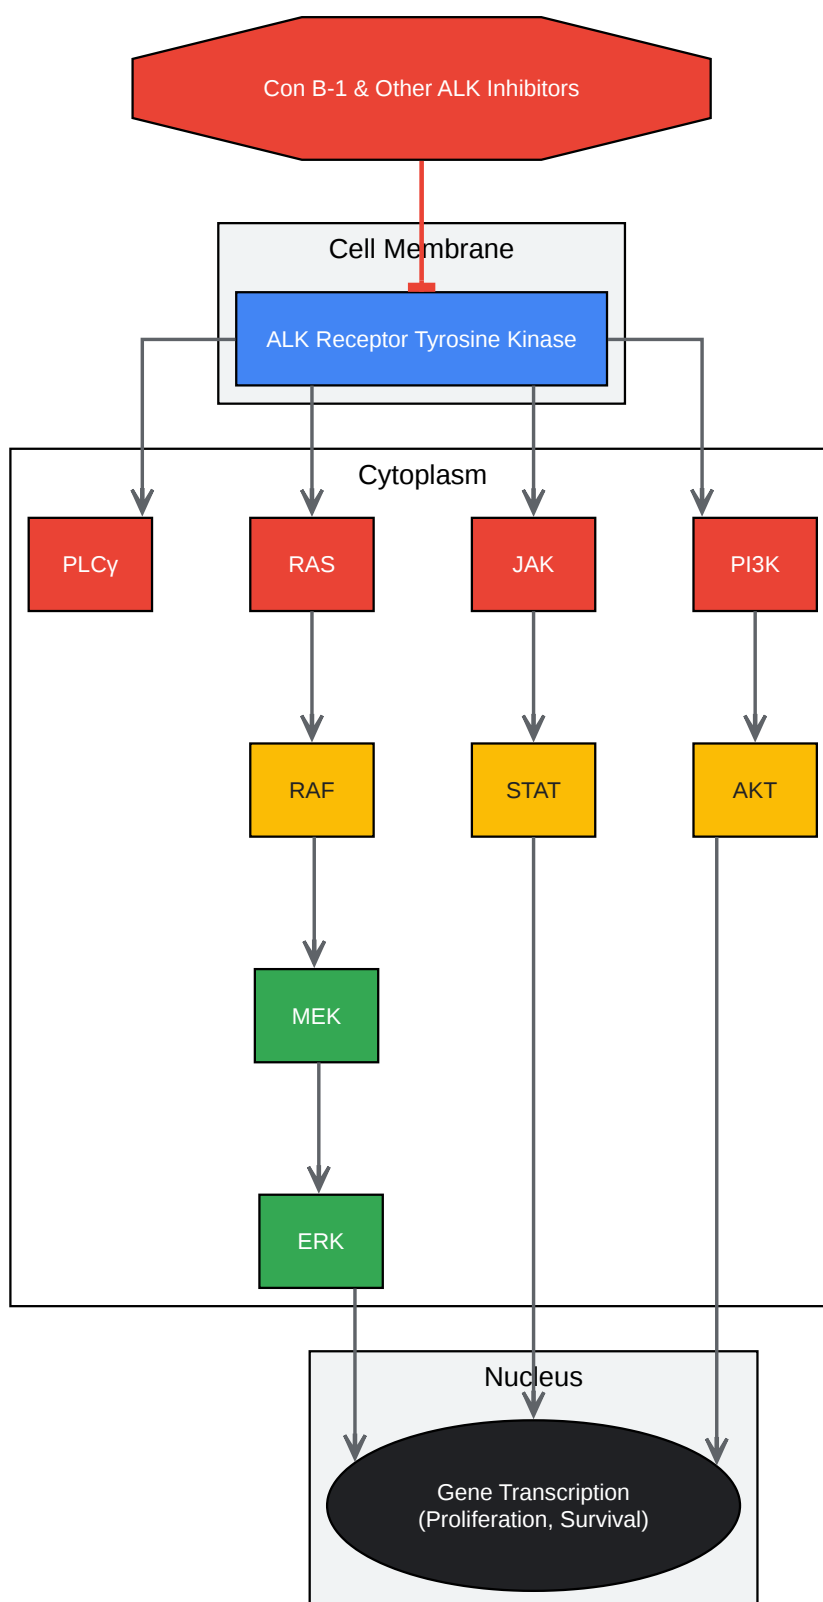 Con B-1 & Other ALK Inhibitors
Cell Membrane
ALK Receptor Tyrosine Kinase
Cytoplasm
PLCγ
RAS
JAK
PI3K
RAF
STAT
AKT
MEK
ERK
Nucleus
Gene Transcription
(Proliferation, Survival)